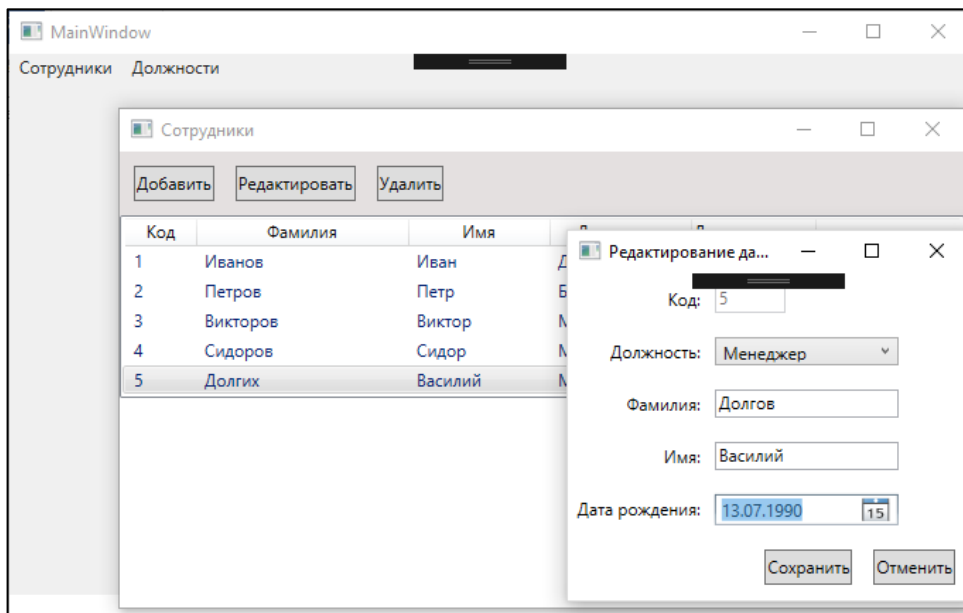 MainWindow
Сотрудники Должности
Сотрудники
Добавить Редактировать Удалить
Код Фамилия Имя
1 Иванов Иван
2 Петров Петр
3 Викторов Виктор
4 Сидоров Сидор
5 Долгих Василий
Редактирование да...
Код: 5
Должность: Менеджер
Фамилия: Долгов
Имя: Василий
Дата рождения: 13.07.1990 15
Сохранить Отменить